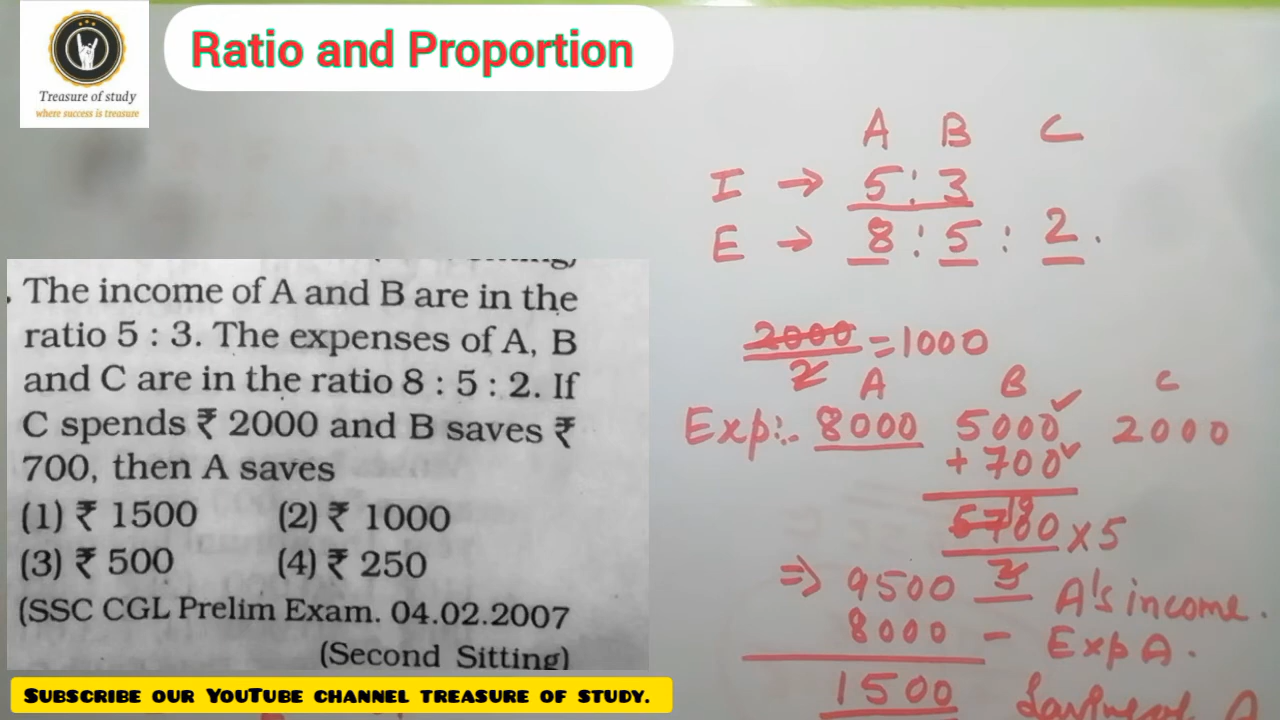 Treasure of study
where success is treasure
Ratio and Proportion
The income of A and B are in the
ratio 5 : 3. The expenses of A, B
and C are in the ratio 8 : 5 : 2. If
C spends ₹ 2000 and B saves ₹
700, then A saves
(1) ₹ 1500 (2) ₹ 1000
(3) ₹ 500 (4) ₹ 250
(SSC CGL Prelim Exam. 04.02.2007
(Second Sitting)
A B C
I → 5 : 3
E → 8 : 5 : 2.
2000
2
= 1000
A B C
Exp:- 8000 5000 ✓ 2000
+ 700 ✓
5700 × 5
3
⇒ 9500 A's income.
8000 - Exp A.
1500
Subscribe our YouTube channel treasure of study.